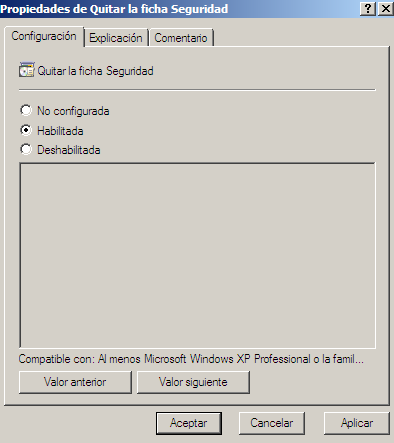 Propiedades de Quitar la ficha Seguridad
Configuración Explicación Comentario
Quitar la ficha Seguridad
No configurada
Habilitada
Deshabilitada
Compatible con: Al menos Microsoft Windows XP Professional o la famil...
Valor anterior Valor siguiente
Aceptar Cancelar Aplicar